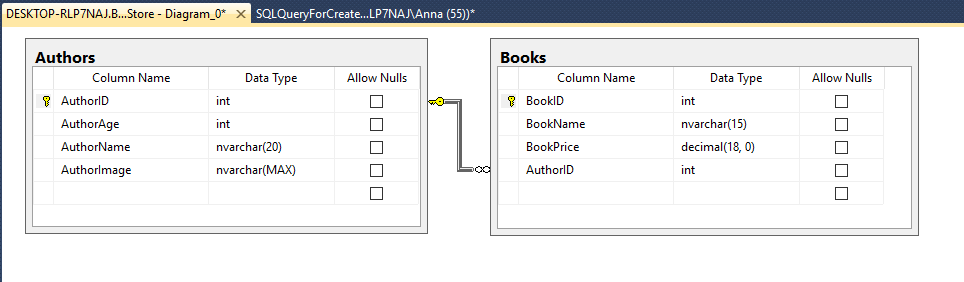 DESKTOP-RLP7NAJ.B...Store - Diagram_0* SQLQueryForCreate...LP7NAJ\Anna (55))*
Authors
Column Name Data Type Allow Nulls
AuthorID int
AuthorAge int
AuthorName nvarchar(20)
AuthorImage nvarchar(MAX)
Books
Column Name Data Type Allow Nulls
BookID int
BookName nvarchar(15)
BookPrice decimal(18, 0)
AuthorID int